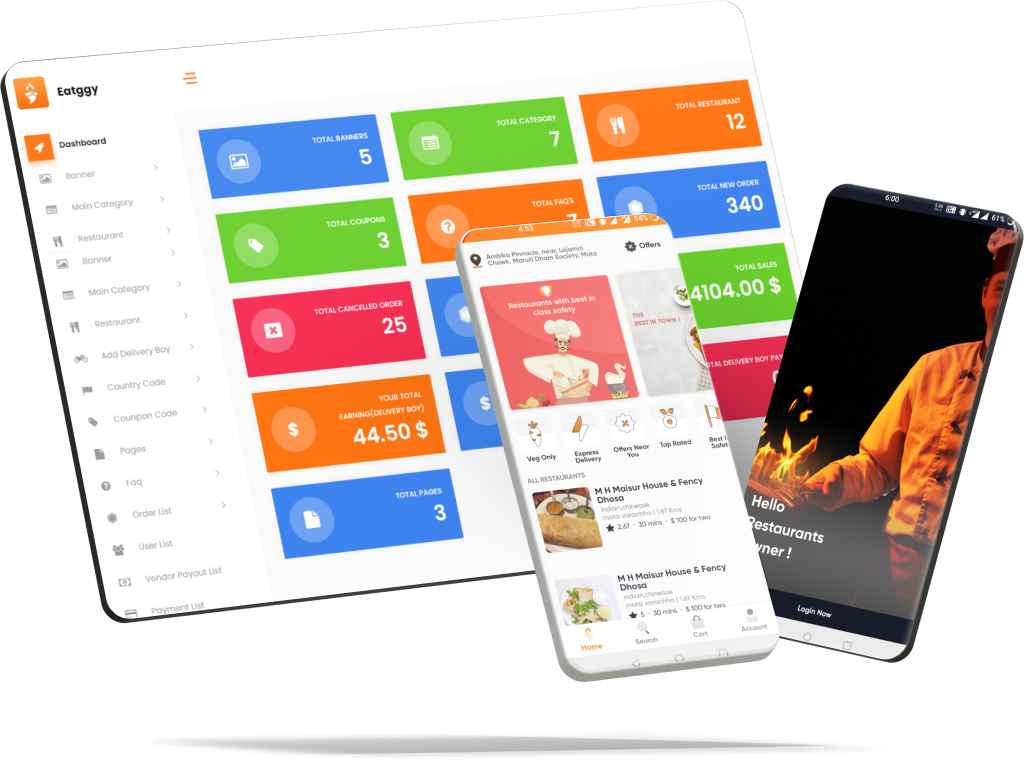 Eatggy
Dashboard
Banner
Main Category
Restaurant
Banner
Main Category
Restaurant
Add Delivery Boy
Country Code
Counpon Code
Pages
Faq
Order List
User List
Vendor Payout List
Payment List
TOTAL BANNERS
5
TOTAL CATEGORY
7
TOTAL RESTAURANT
12
TOTAL COUPONS
3
TOTAL FAQ'S
7
TOTAL NEW ORDER
340
TOTAL CANCELLED ORDER
25
TOTAL SALES
4104.00 $
YOUR TOTAL
EARNING(DELIVERY BOY)
44.50 $
DELIVERY BOY
TOTAL PAGES
3
4:53
54%
Ambika Pinnacle, near, Lajamni
Chowk, Maruti Dham Society, Mota
Offers
Restaurants with best in
class safety
THE
BEST IN TOWN !
Veg Only
Express
Delivery
Offers Near
You
Top Rated
Best
ALL RESTAURANTS
M H Maisur House & Fency
Dhosa
indian,chinease
mota varachha | 1.67 Kms
2.67 · 30 mins · $ 100 for two
M H Maisur House & Fency
Dhosa
indian,chinease
mota varachha | 1.67 Kms
5 · 30 mins · $ 100 for two
Home
Search
Cart
Account
6:00
61%
Hello
Restaurants
!
Login Now